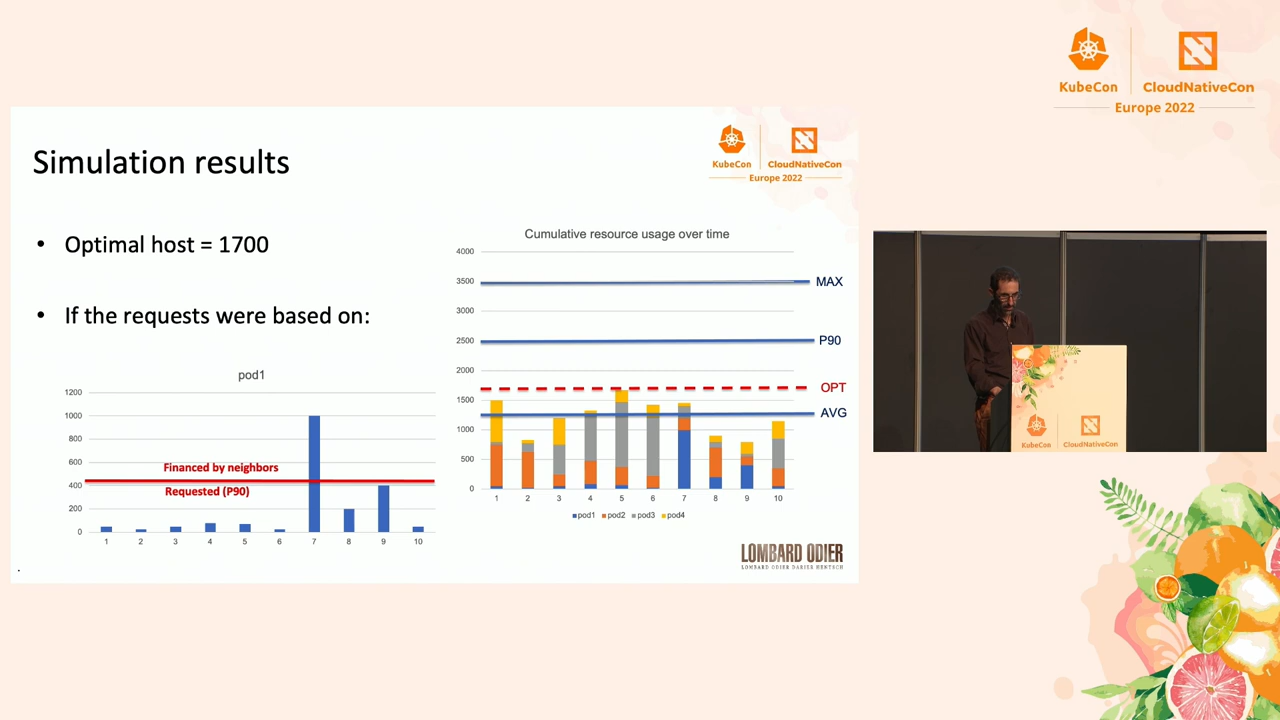 KubeCon
CloudNativeCon
Europe 2022
Simulation results
KubeCon
CloudNativeCon
Europe 2022
• Optimal host = 1700
• If the requests were based on:
pod1
1200
1000
800
600
400
200
0
Financed by neighbors
Requested (P90)
1 2 3 4 5 6 7 8 9 10
Cumulative resource usage over time
4000
3500
3000
2500
2000
1500
1000
500
0
MAX
P90
OPT
AVG
1 2 3 4 5 6 7 8 9 10
pod1 pod2 pod3 pod4
LOMBARD ODIER
LOMBARD ODIER DARIER HENTSCH
.
KubeCon
CloudNativeCon